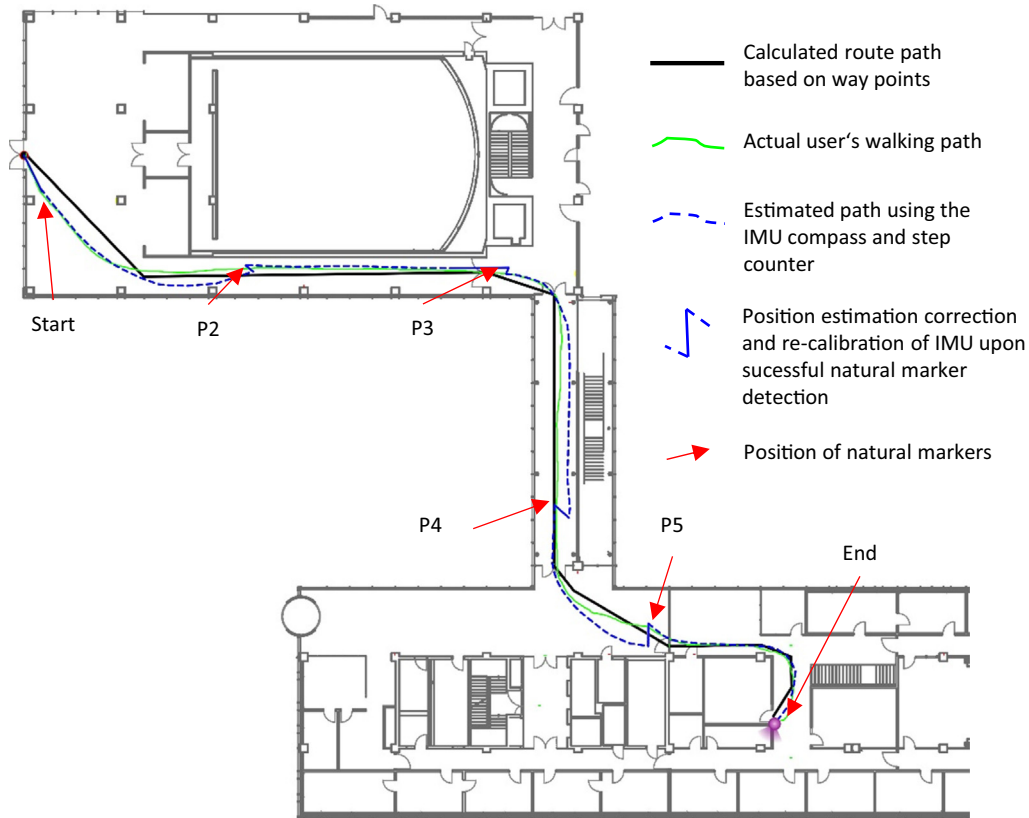 Calculated route path
based on way points
Actual user‘s walking path
Estimated path using the
IMU compass and step
counter
Position estimation correction
and re-calibration of IMU upon
sucessful natural marker
detection
Position of natural markers
Start
P2
P3
P4
P5
End